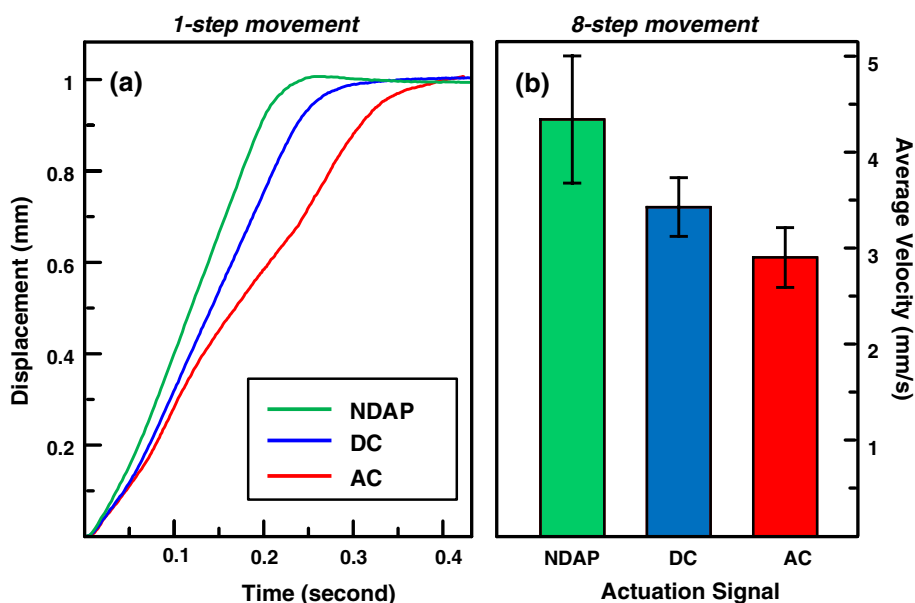 1-step movement
8-step movement
(a)
(b)
Displacement (mm)
1
0.8
0.6
0.4
0.2
NDAP
DC
AC
0.1
0.2
0.3
0.4
Time (second)
5
4
3
2
1
Average Velocity (mm/s)
NDAP
DC
AC
Actuation Signal